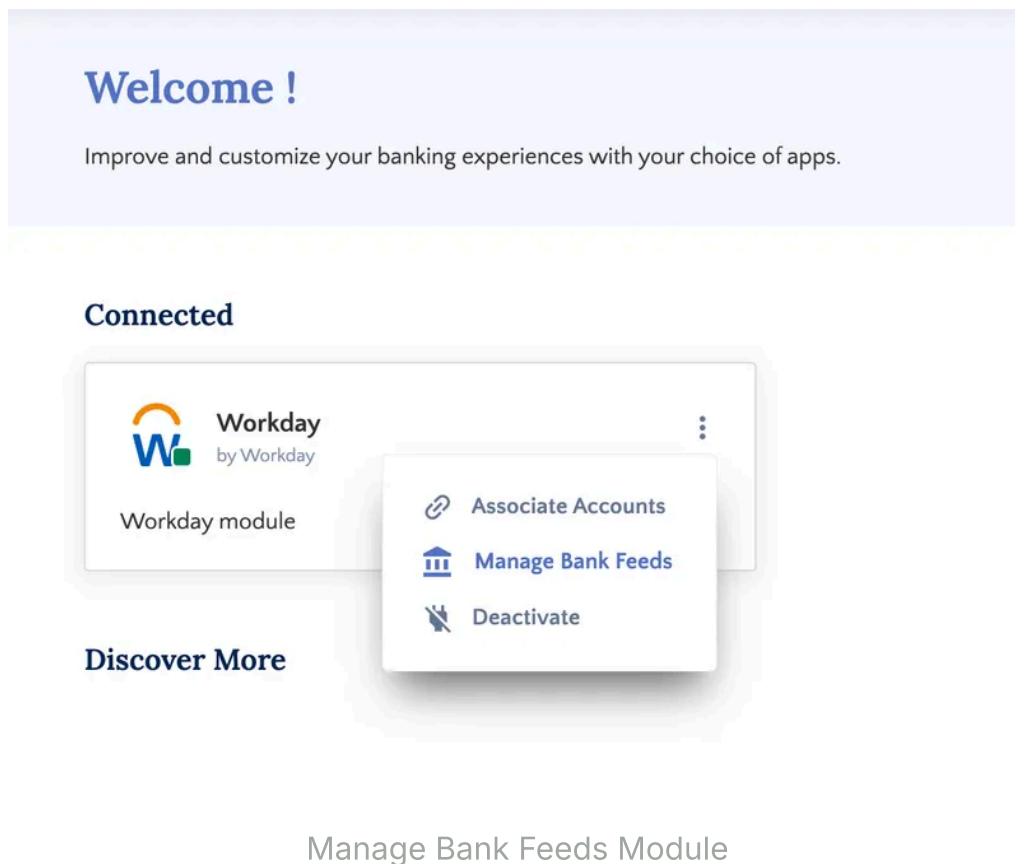 Welcome !
Improve and customize your banking experiences with your choice of apps.
Connected
W
Workday
by Workday
Workday module
Associate Accounts
Manage Bank Feeds
Deactivate
Discover More
Manage Bank Feeds Module